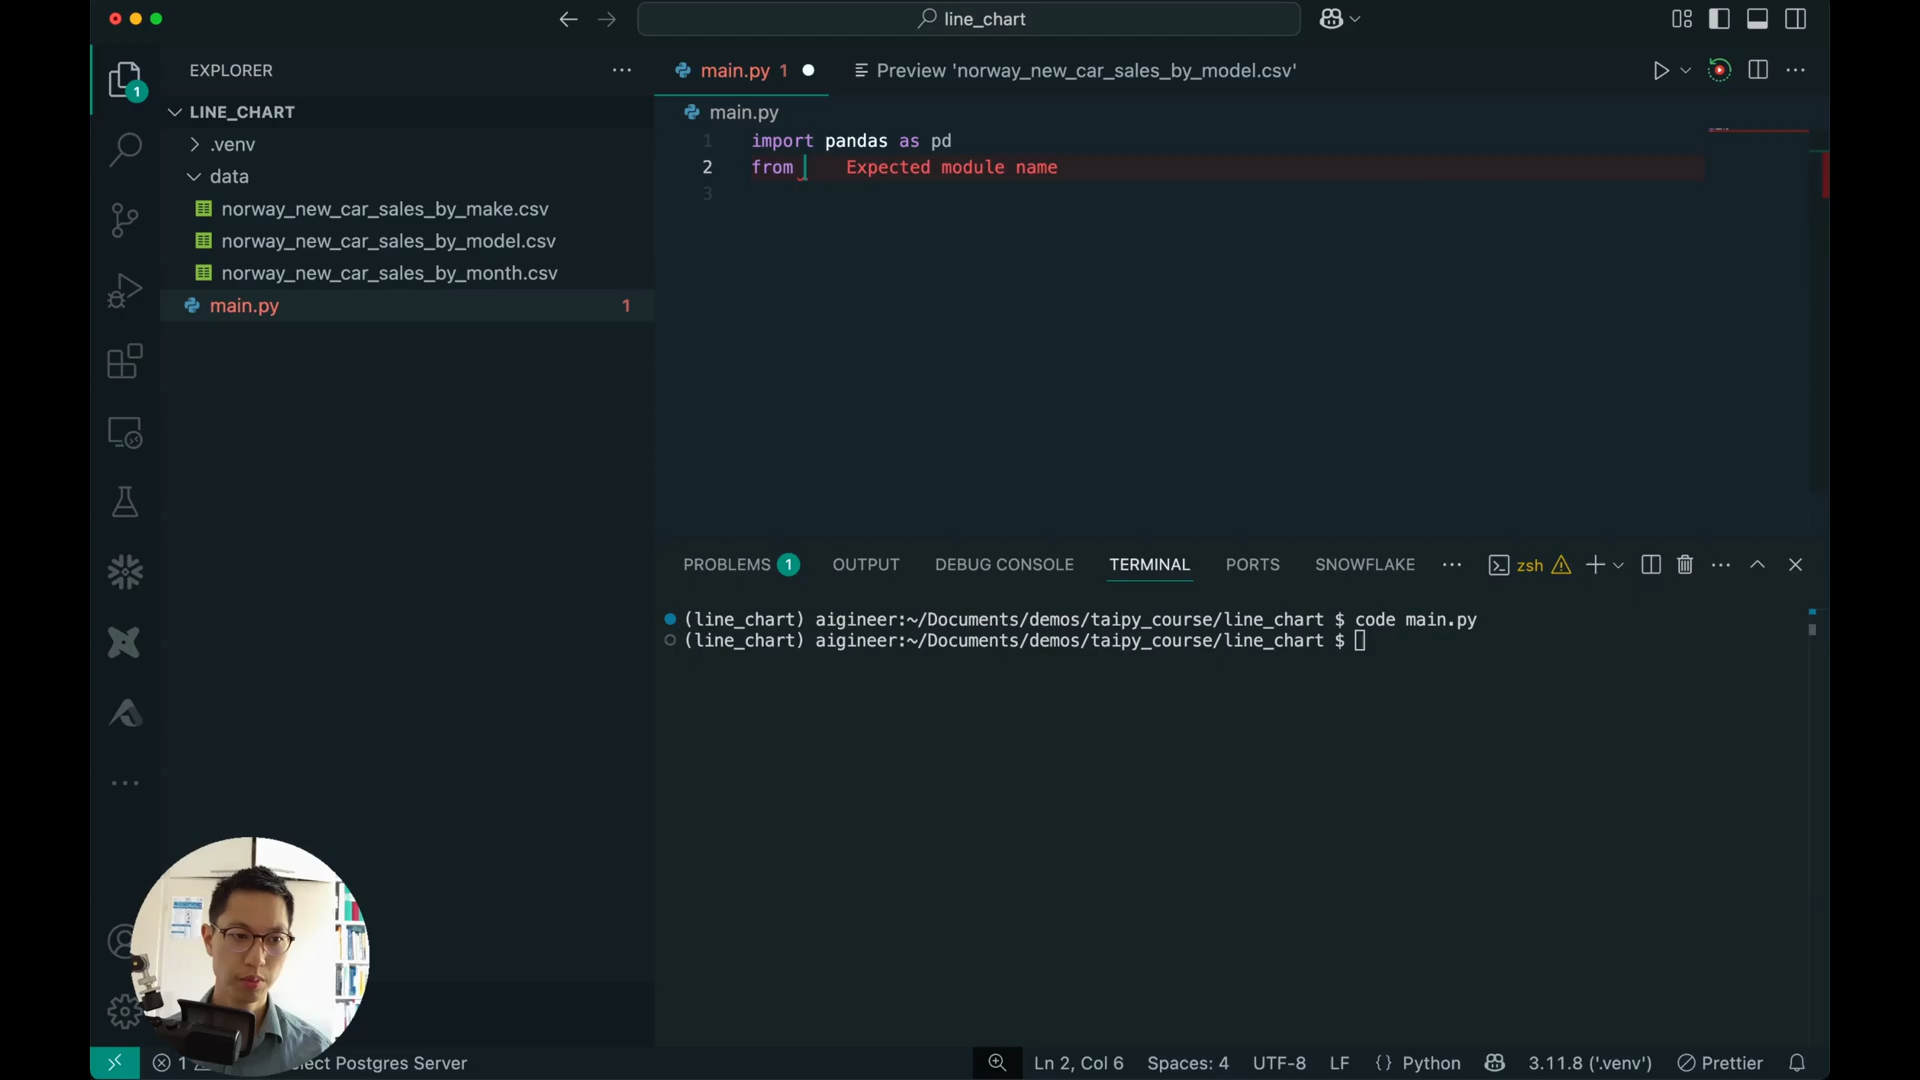 line_chart
EXPLORER
main.py 1
Preview 'norway_new_car_sales_by_model.csv'
1
LINE_CHART
main.py
.venv
1 import pandas as pd
2 from Expected module name
3
data
norway_new_car_sales_by_make.csv
norway_new_car_sales_by_model.csv
norway_new_car_sales_by_month.csv
main.py 1
PROBLEMS 1 OUTPUT DEBUG CONSOLE TERMINAL PORTS SNOWFLAKE zsh
(line_chart) aigineer:~/Documents/demos/taipy_course/line_chart $ code main.py
(line_chart) aigineer:~/Documents/demos/taipy_course/line_chart $
1 Postgres Server Ln 2, Col 6 Spaces: 4 UTF-8 LF {} Python 3.11.8 ('.venv') Prettier